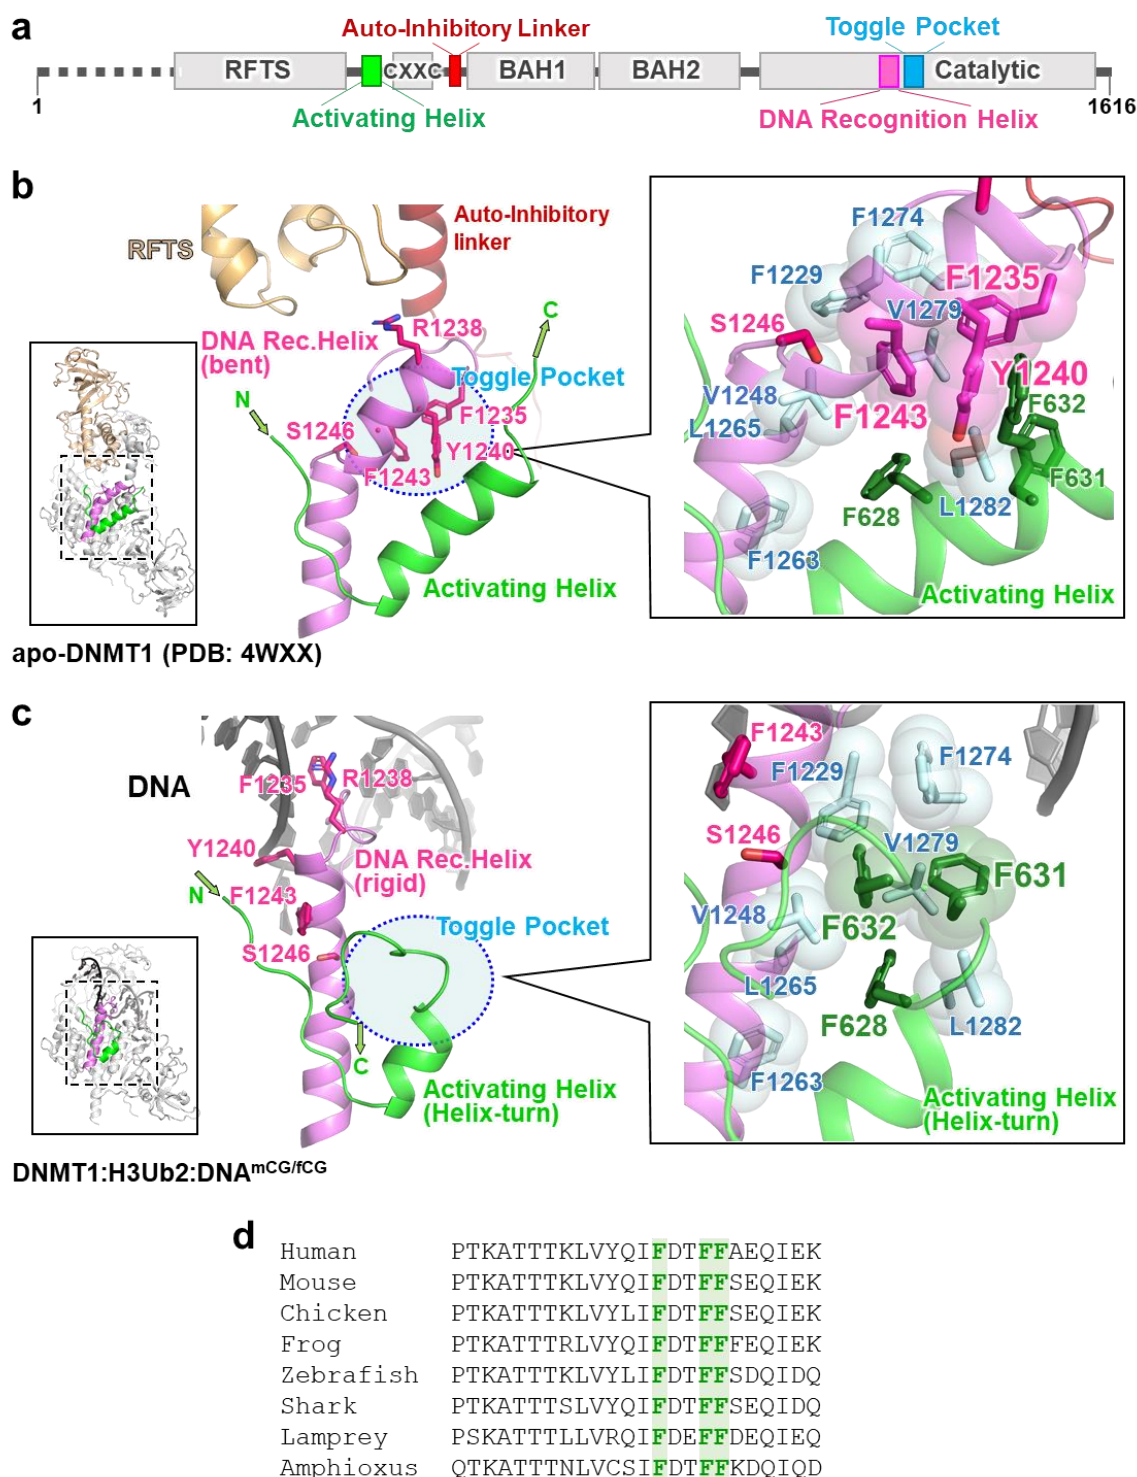 a
Auto-Inhibitory Linker
Toggle Pocket
RFTS
CXXC
BAH1
BAH2
Catalytic
1
Activating Helix
DNA Recognition Helix
1616
b
RFTS
Auto-Inhibitory
linker
R1238
C
DNA Rec.Helix
(bent)
Toggle Pocket
N
F1235
S1246
Y1240
F1243
Activating Helix
F1274
F1229
F1235
V1279
S1246
Y1240
V1248
F1243
F632
L1265
F631
F628
L1282
F1263
Activating Helix
apo-DNMT1 (PDB: 4WXX)
c
DNA
F1235
R1238
Y1240
DNA Rec.Helix
(rigid)
N
F1243
Toggle Pocket
S1246
C
Activating Helix
(Helix-turn)
F1243
F1274
F1229
S1246
V1279
F631
V1248
F632
L1265
F628
L1282
F1263
Activating Helix
(Helix-turn)
DNMT1:H3Ub2:DNAmCG/fCG
d
Human PTKATTTKLVYQIFDTFFAEQIEK
Mouse PTKATTTKLVYQIFDTFFSEQIEK
Chicken PTKATTTKLVYLIFDTFFSEQIEK
Frog PTKATTTRLVYQIFDTFFFEQIEK
Zebrafish PTKATTTKLVYLIFDTFFSDQIDQ
Shark PTKATTTSLVYQIFDTFFSEQIDQ
Lamprey PSKATTTLLVRQIFDEFFDEQIEQ
Amphioxus QTKATTTNLVCSIFDTFFKDQIQD